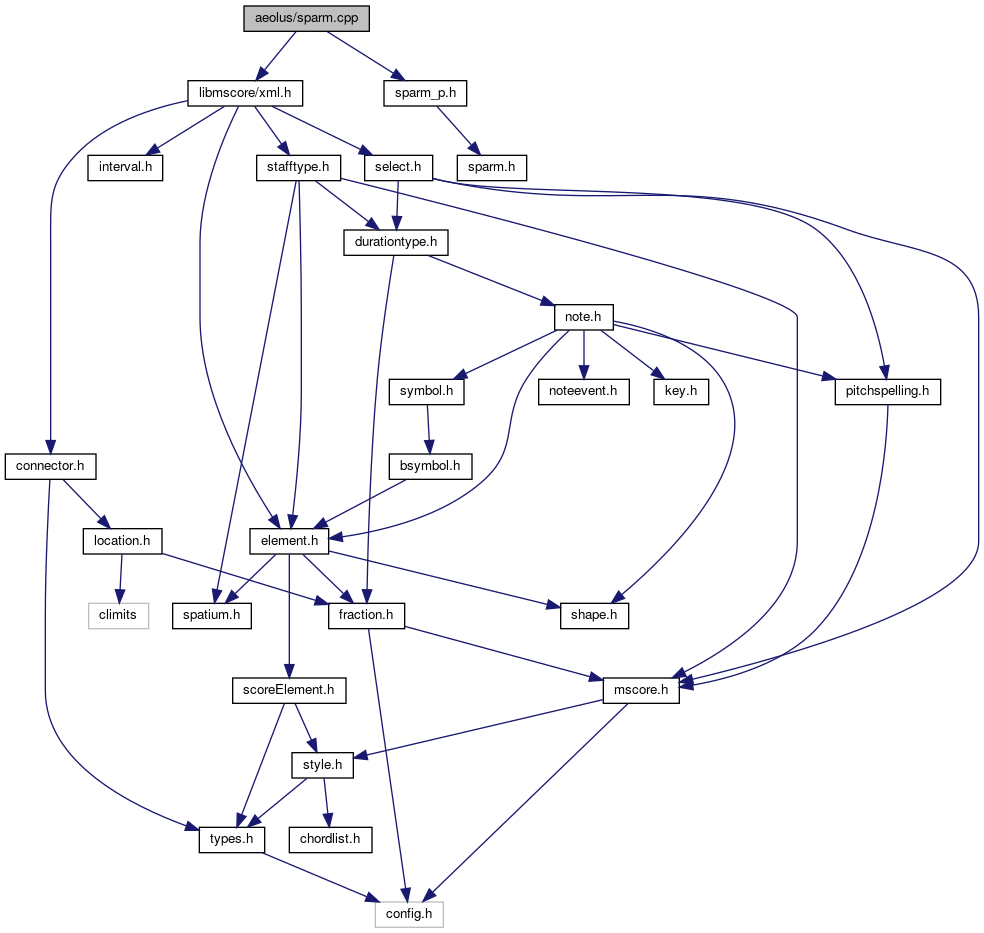 aeolus/sparm.cpp
libmscore/xml.h
sparm_p.h
interval.h
stafftype.h
select.h
sparm.h
durationtype.h
note.h
symbol.h
noteevent.h
key.h
pitchspelling.h
connector.h
bsymbol.h
location.h
element.h
climits
spatium.h
fraction.h
shape.h
scoreElement.h
mscore.h
style.h
types.h
chordlist.h
config.h